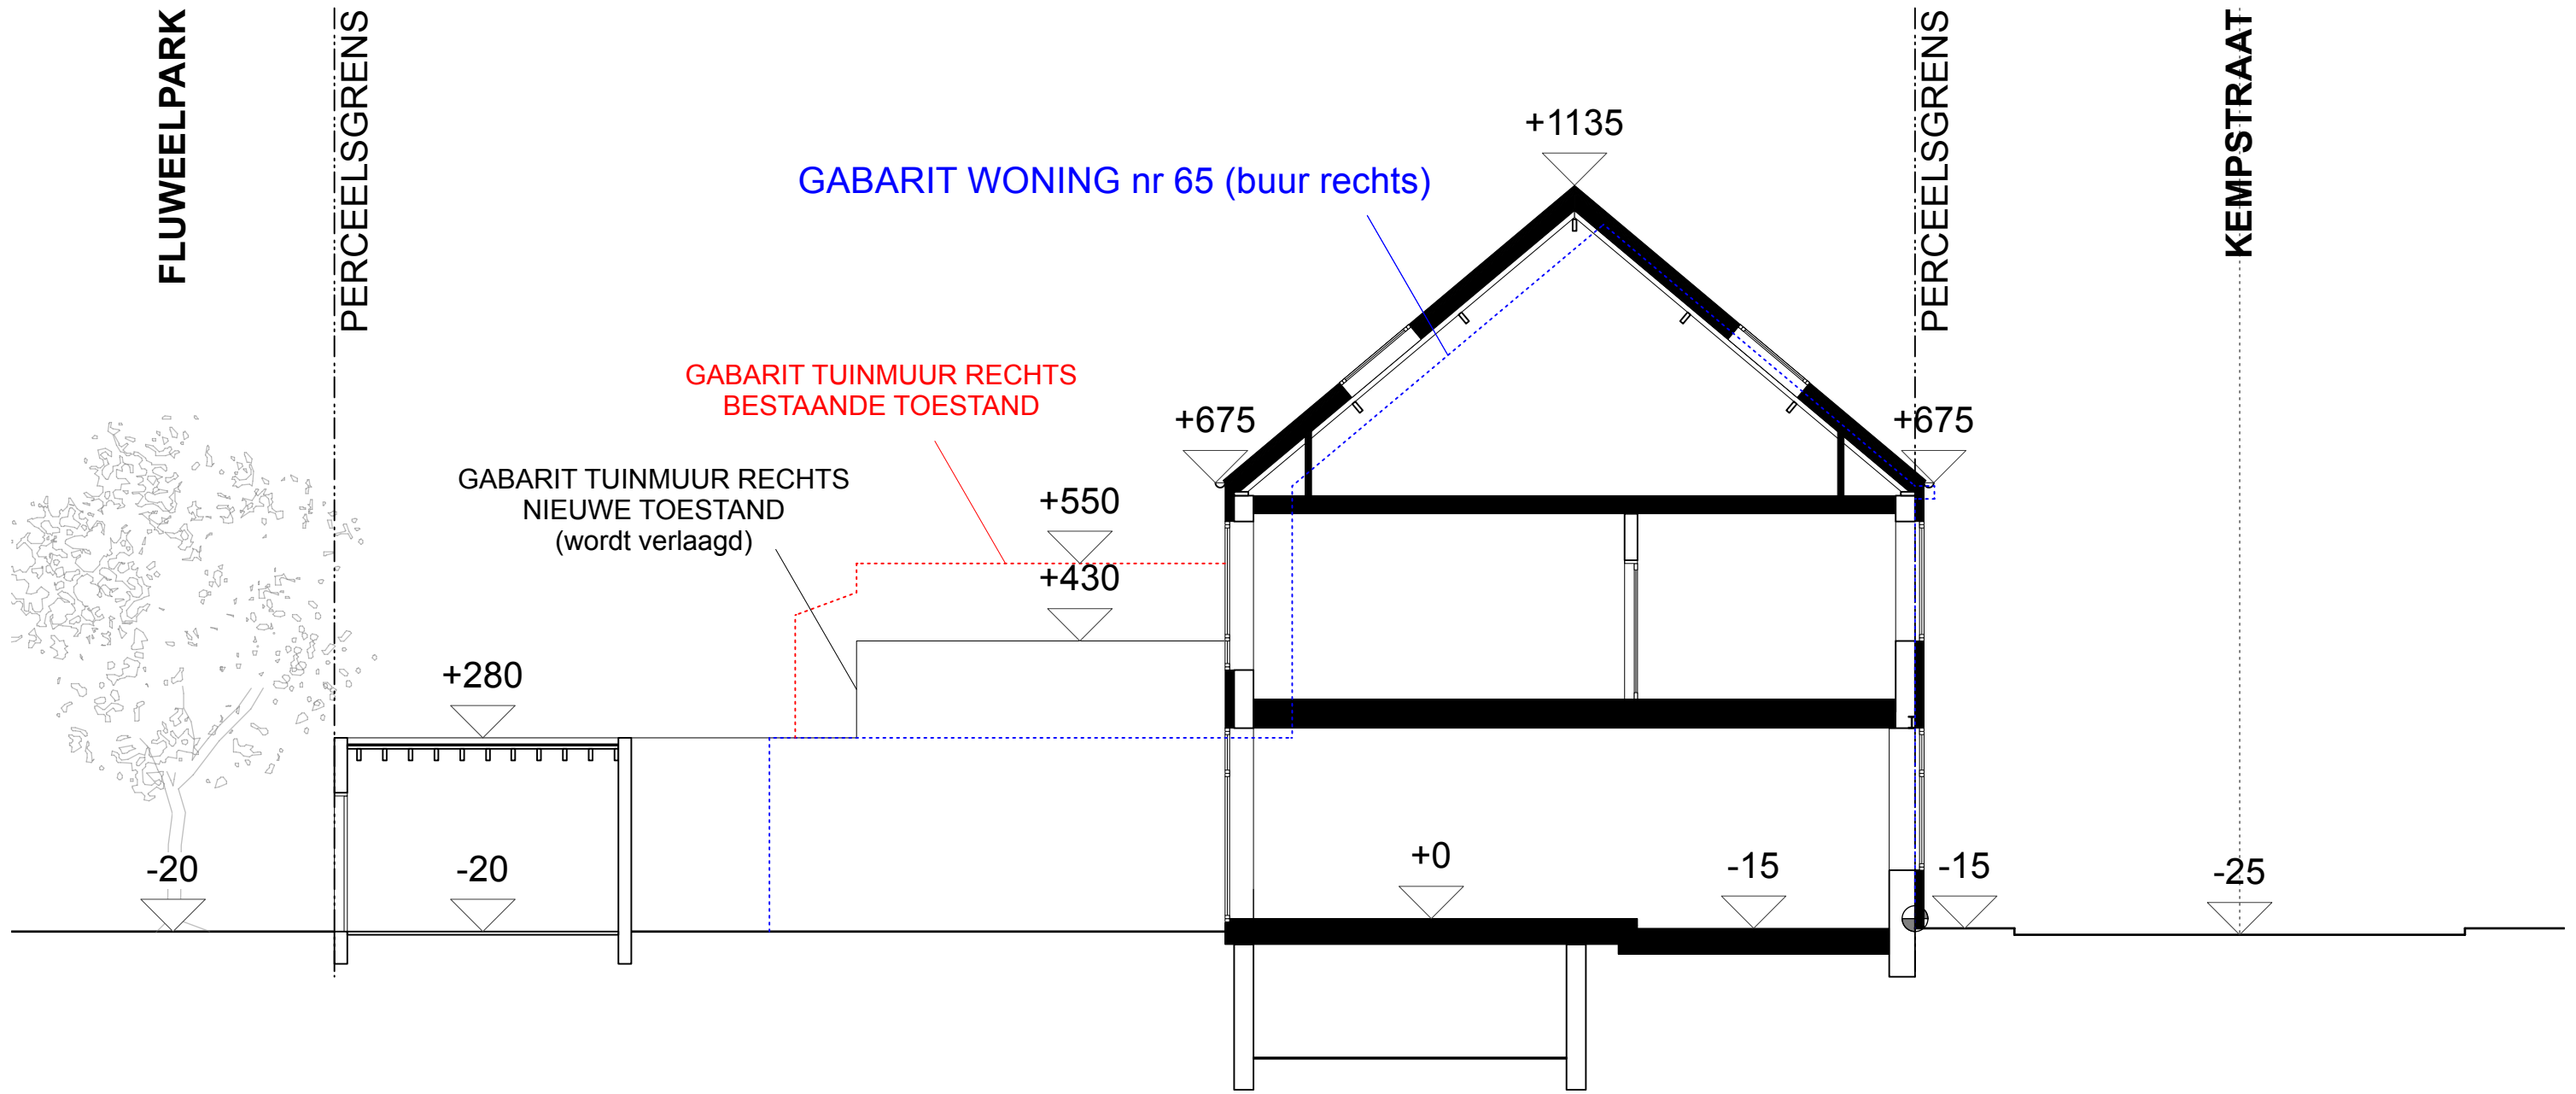 FLUWEELPARK
PERCEELSGRENS
PERCEELSGRENS
KEMPSTRAAT
+1135
GABARIT WONING nr 65 (buur rechts)
GABARIT TUINMUUR RECHTS
BESTAANDE TOESTAND
+675
+675
GABARIT TUINMUUR RECHTS
NIEUWE TOESTAND
(wordt verlaagd)
+550
+430
+280
-20
-20
+0
-15
-15
-25